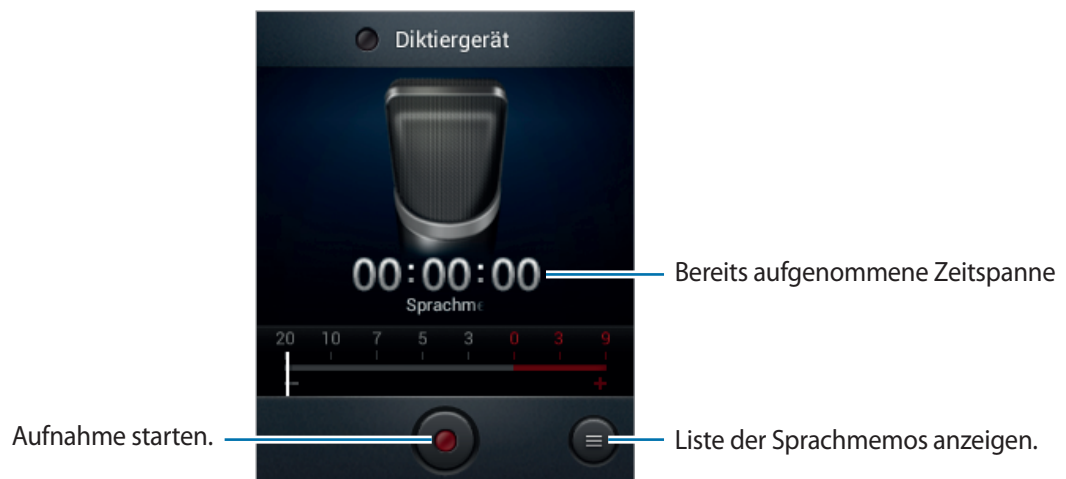 Diktiergerät
00:00:00
Bereits aufgenommene Zeitspanne
Sprachme
20 10 7 5 3 0 3 9
- +
Aufnahme starten.
Liste der Sprachmemos anzeigen.